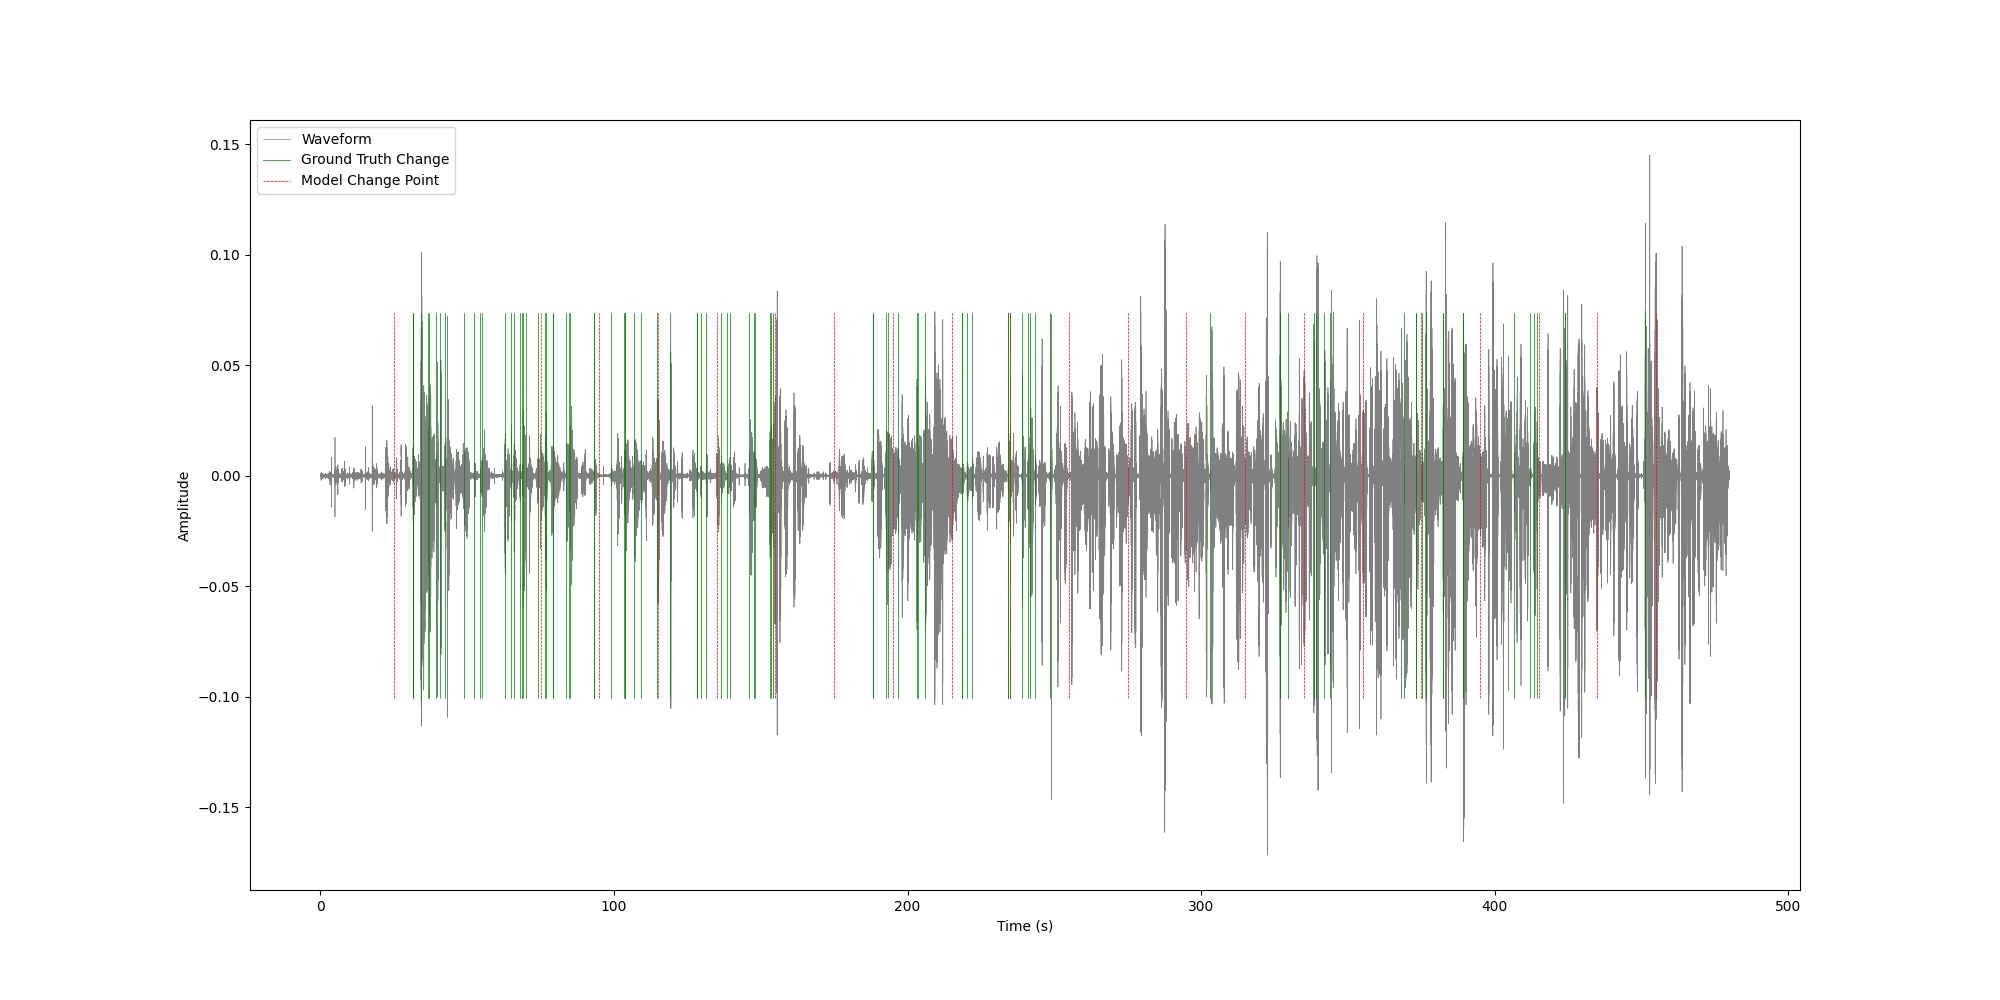 0.15
0.10
0.05
0.00
−0.05
−0.10
−0.15
Amplitude
Waveform
Ground Truth Change
Model Change Point
0 100 200 300 400 500
Time (s)